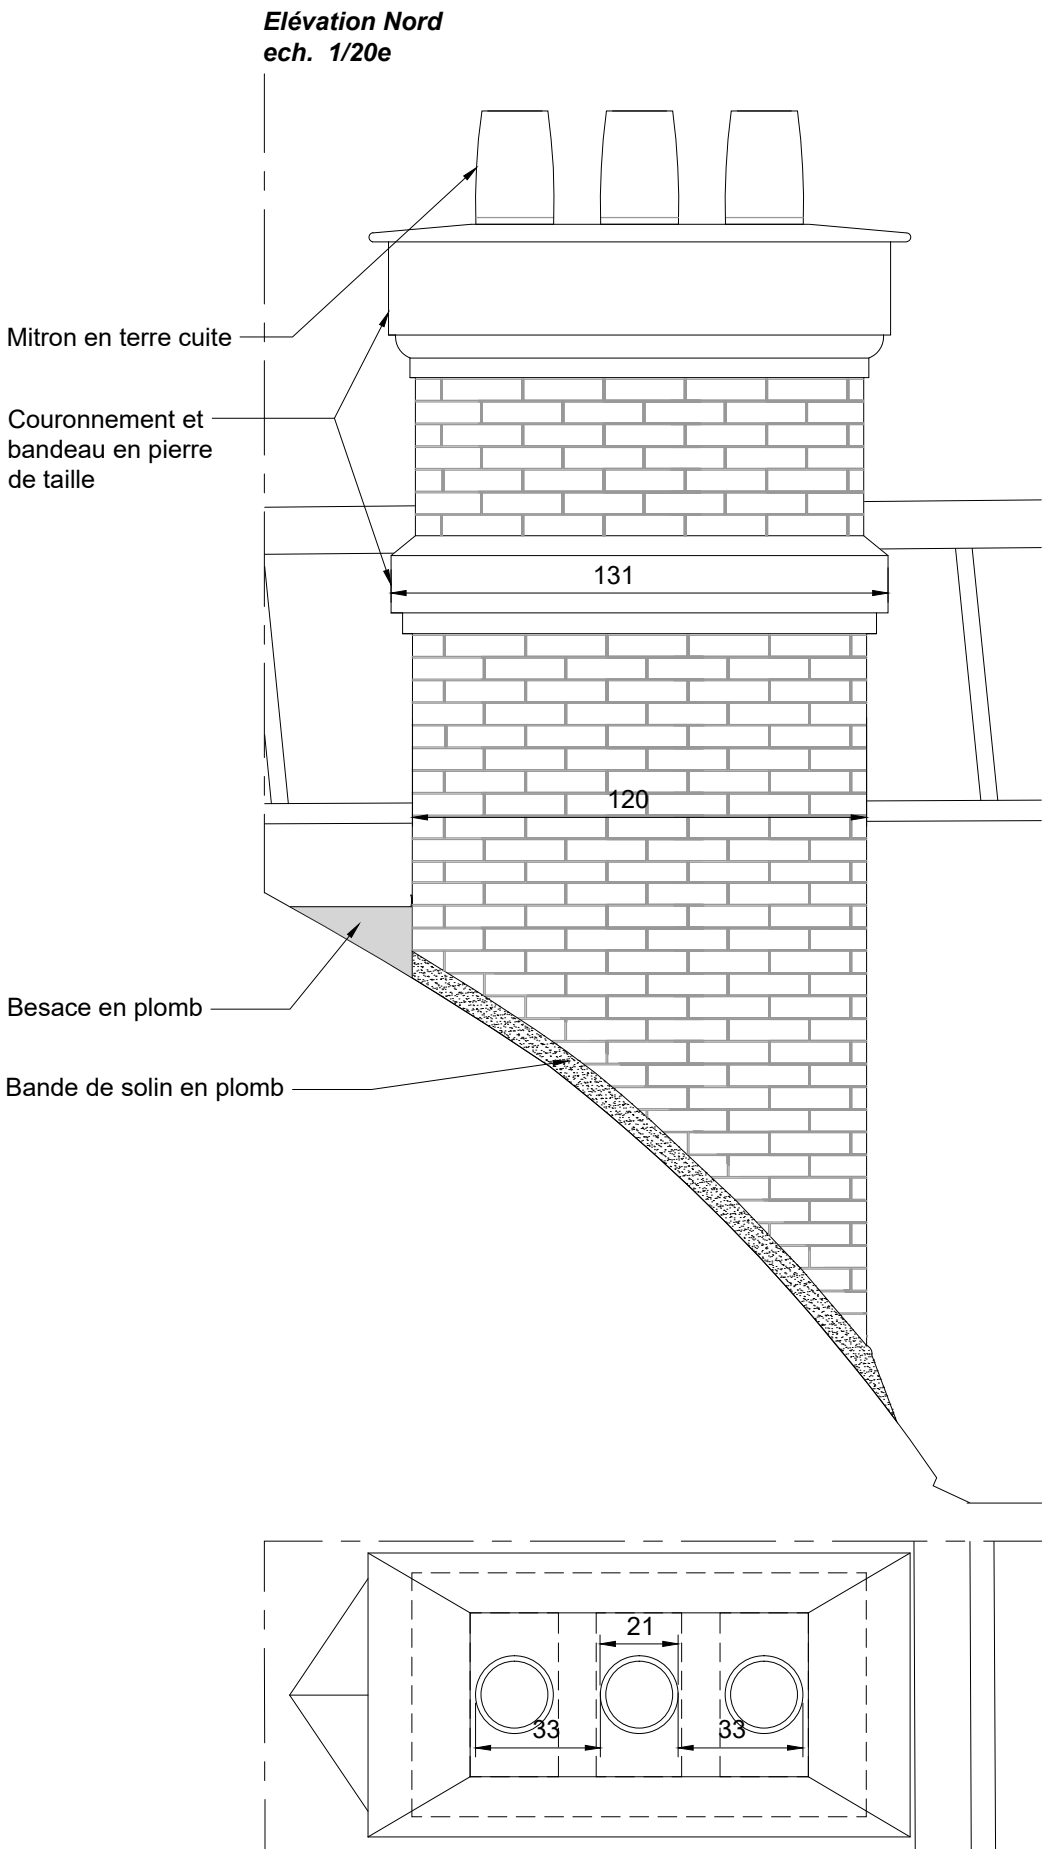 Elévation Nord
ech. 1/20e
Mitron en terre cuite
Couronnement et
bandeau en pierre
de taille
131
120
Besace en plomb
Bande de solin en plomb
21
33
33